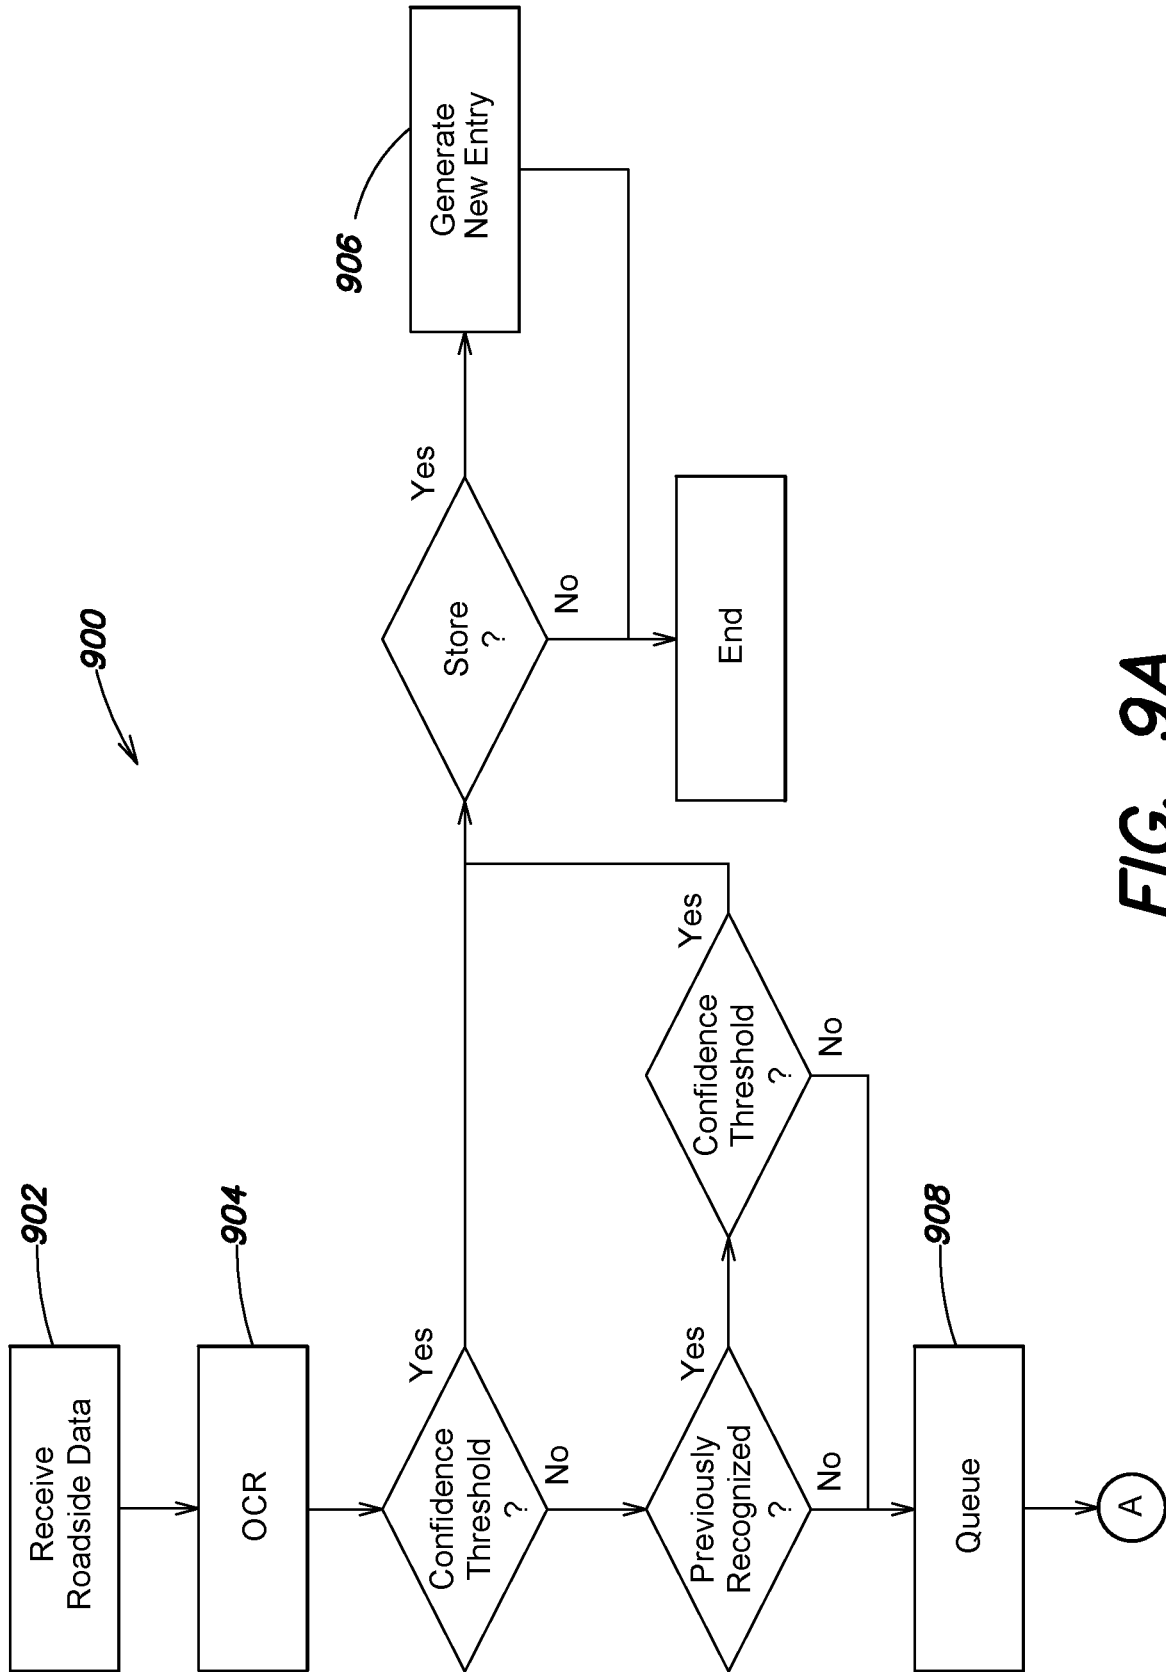 900
902
Receive
Roadside Data
904
OCR
Confidence
Threshold
?
Yes
No
Previously
Recognized
?
Yes
No
Confidence
Threshold
?
Yes
No
Store
?
Yes
No
906
Generate
New Entry
End
908
Queue
A
FIG. 9A